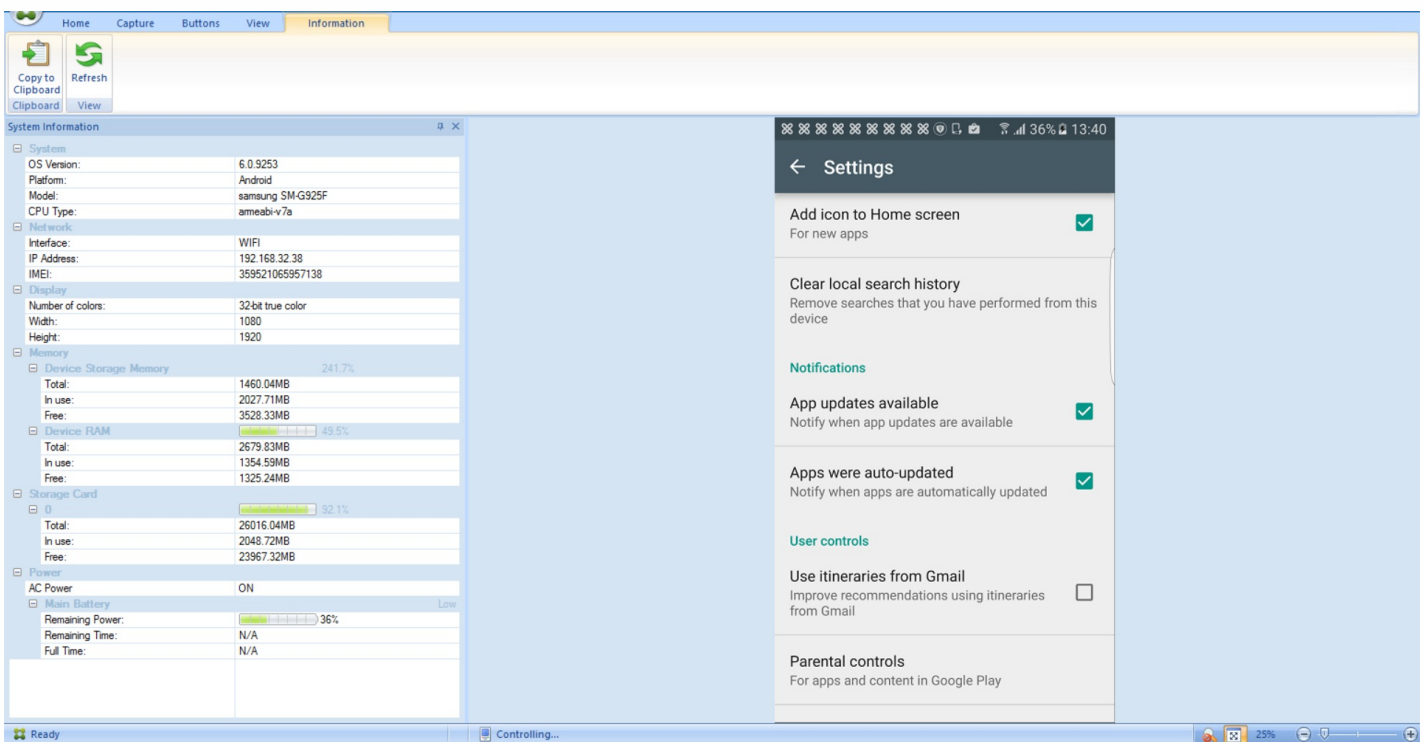 Home Capture Buttons View Information
Copy to Clipboard
Refresh
Clipboard View
System Information
System
OS Version: 6.0.9253
Platform: Android
Model: samsung SM-G925F
CPU Type: armeabi-v7a
Network
Interface: WIFI
IP Address: 192.168.32.38
IMEI: 359521065957138
Display
Number of colors: 32-bit true color
Width: 1080
Height: 1920
Memory
Device Storage Memory 241.7%
Total: 1460.04MB
In use: 2027.71MB
Free: 3528.33MB
Device RAM 49.5%
Total: 2679.83MB
In use: 1354.59MB
Free: 1325.24MB
Storage Card
0 92.1%
Total: 26016.04MB
In use: 2048.72MB
Free: 23967.32MB
Power
AC Power ON
Main Battery Low
Remaining Power: 36%
Remaining Time: N/A
Full Time: N/A
36% 13:40
Settings
Add icon to Home screen
For new apps
Clear local search history
Remove searches that you have performed from this
device
Notifications
App updates available
Notify when app updates are available
Apps were auto-updated
Notify when apps are automatically updated
User controls
Use itineraries from Gmail
Improve recommendations using itineraries
from Gmail
Parental controls
For apps and content in Google Play
Ready Controlling... 25%